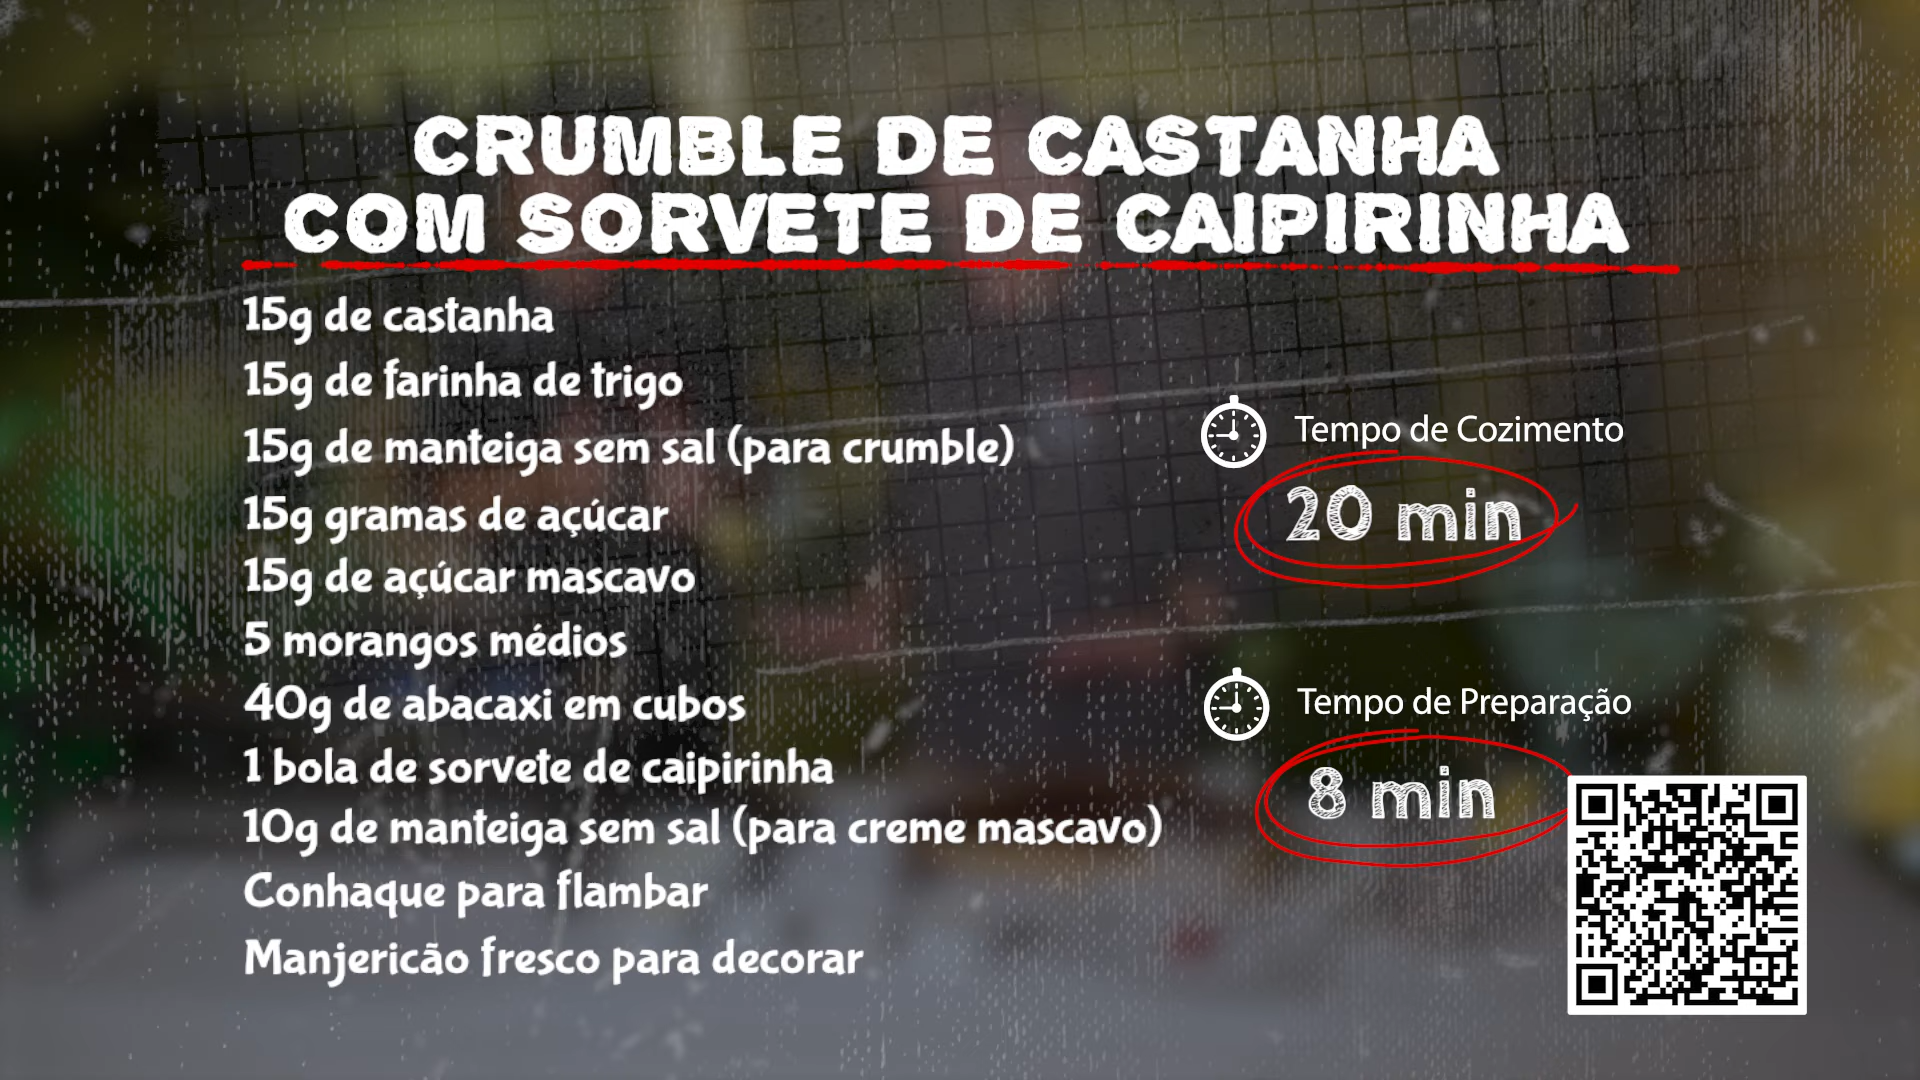 CRUMBLE DE CASTANHA
COM SORVETE DE CAIPIRINHA
15g de castanha
15g de farinha de trigo
15g de manteiga sem sal (para crumble)
15g gramas de açúcar
15g de açúcar mascavo
5 morangos médios
40g de abacaxi em cubos
1 bola de sorvete de caipirinha
10g de manteiga sem sal (para creme mascavo)
Conhaque para flambar
Manjericão fresco para decorar
Tempo de Cozimento
20 min
Tempo de Preparação
8 min